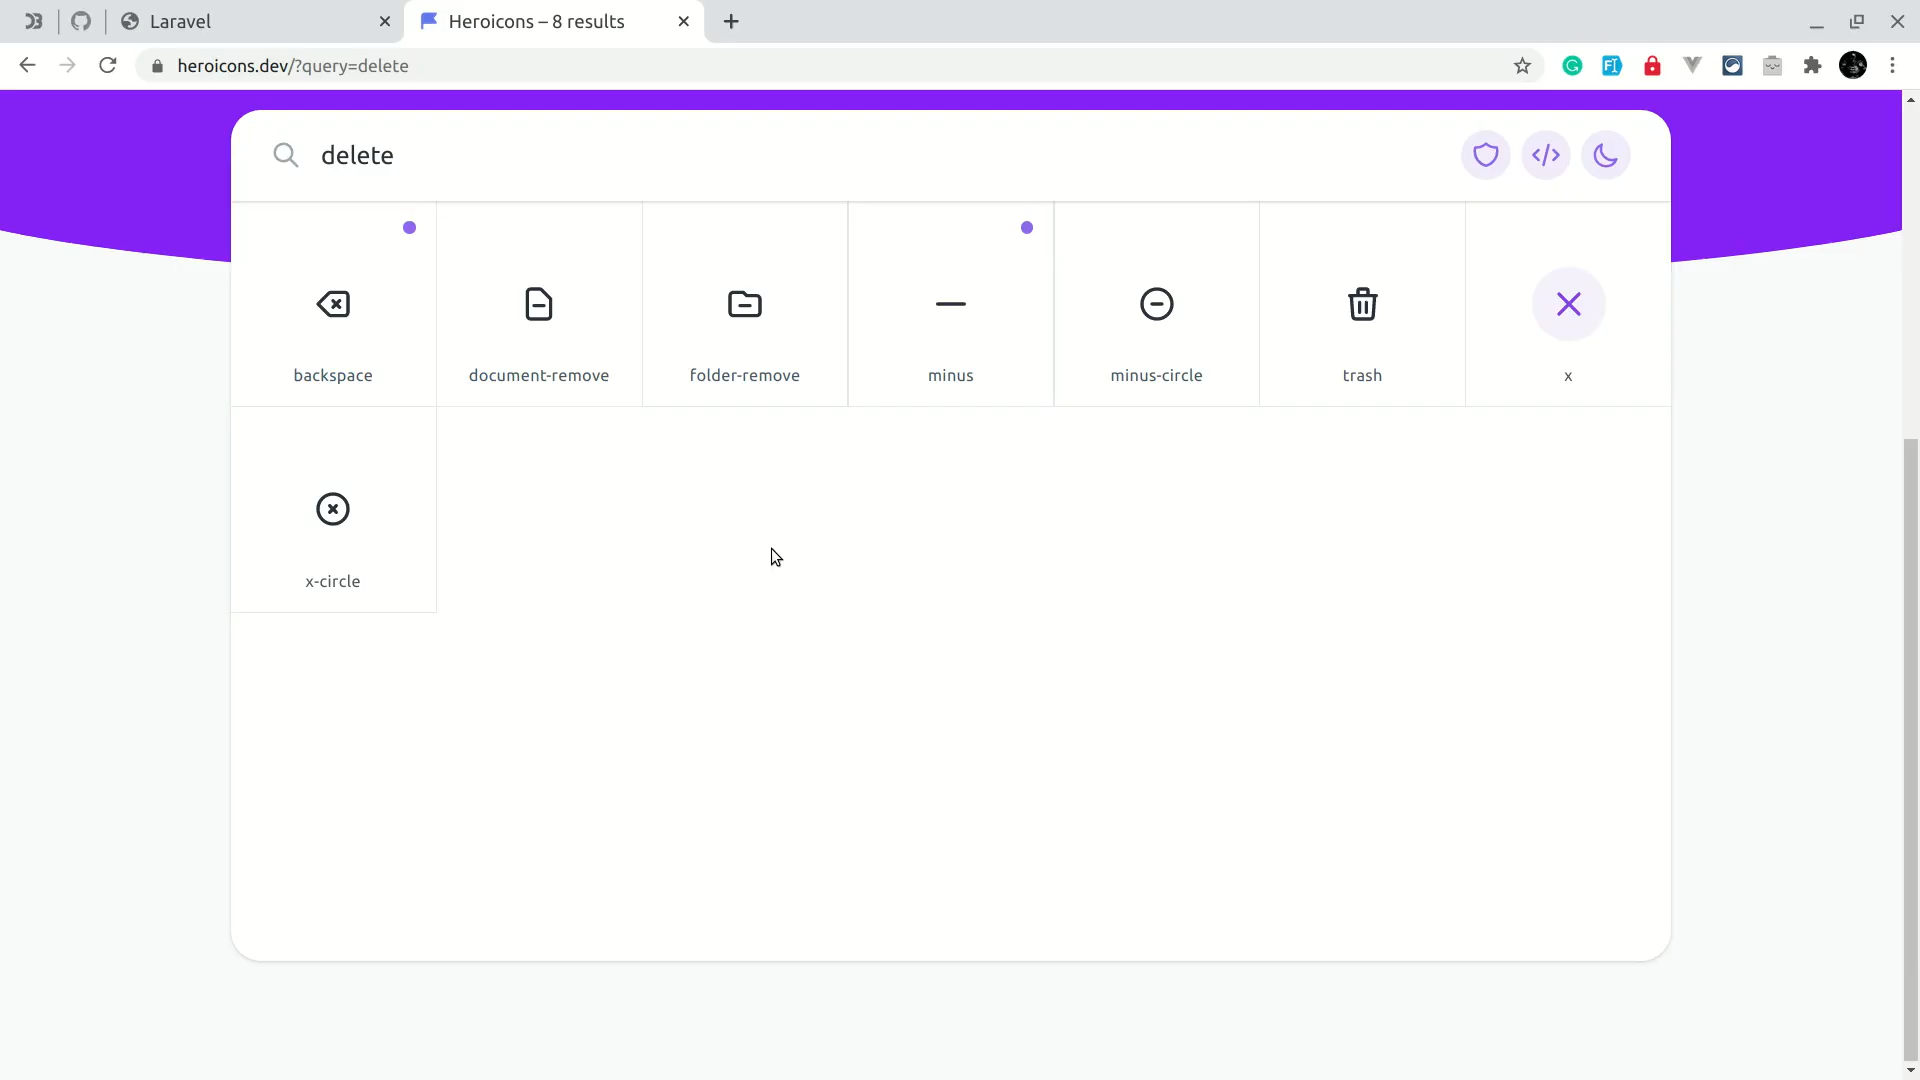 Laravel
Heroicons – 8 results
heroicons.dev/?query=delete
delete
backspace
document-remove
folder-remove
minus
minus-circle
trash
x
x-circle